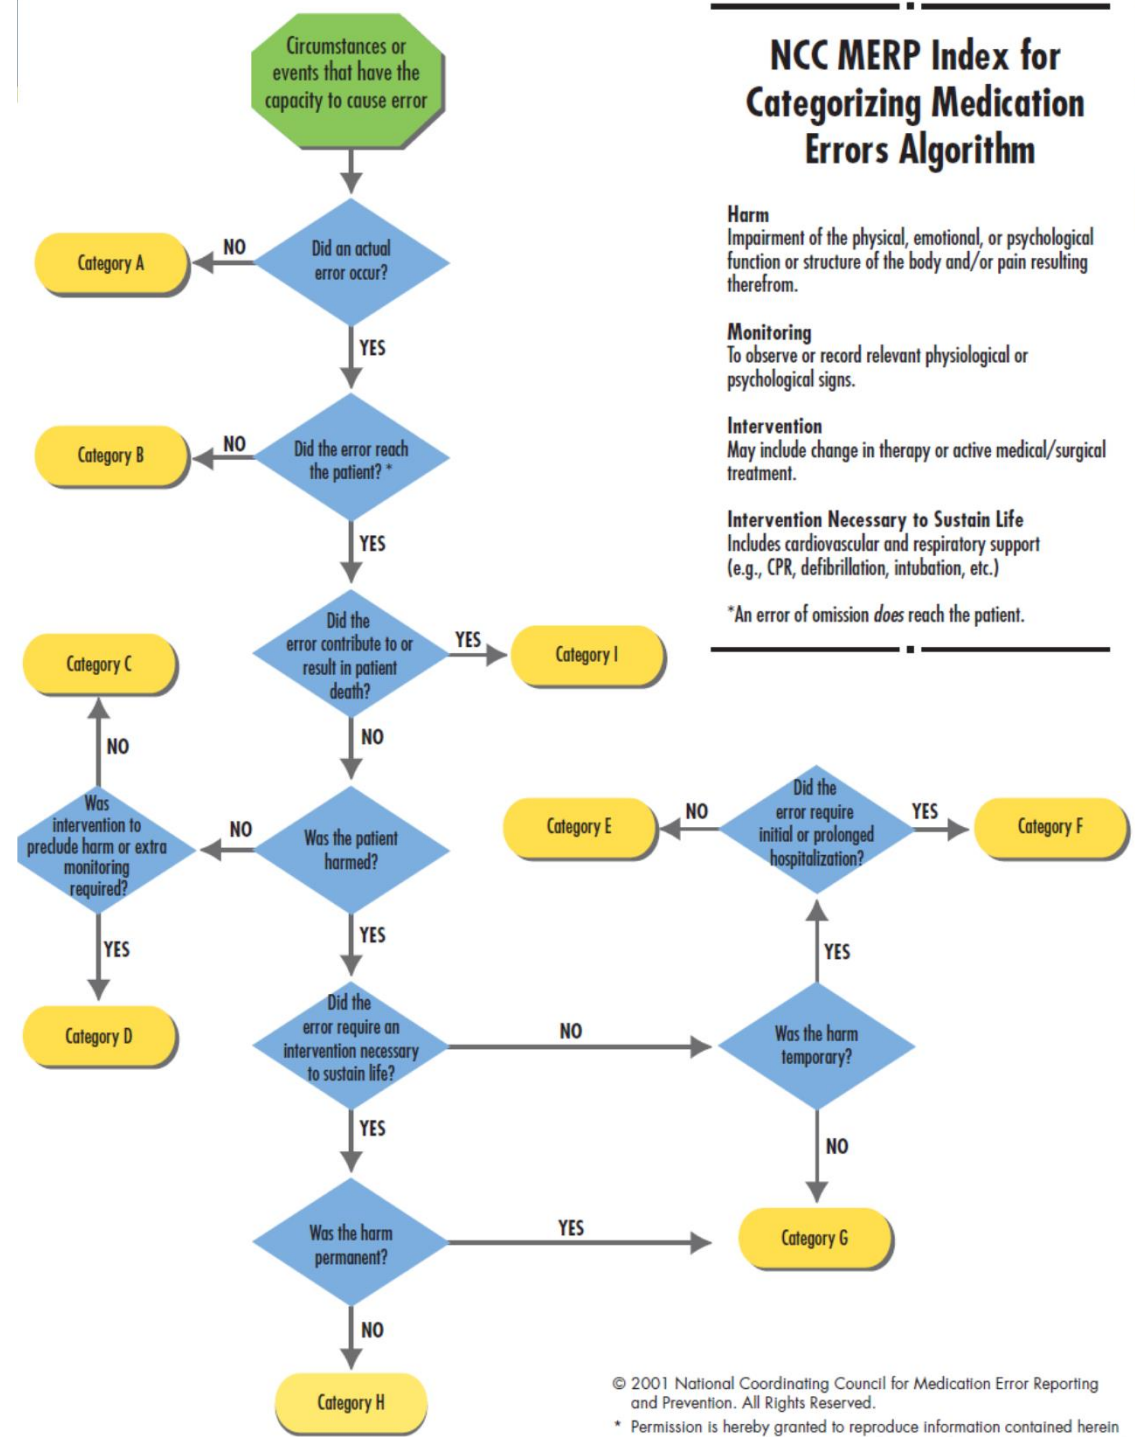 Circumstances or
events that have the
capacity to cause error
NCC MERP Index for
Categorizing Medication
Errors Algorithm
Harm
Impairment of the physical, emotional, or psychological
function or structure of the body and/or pain resulting
therefrom.
Monitoring
To observe or record relevant physiological or
psychological signs.
Intervention
May include change in therapy or active medical/surgical
treatment.
Intervention Necessary to Sustain Life
Includes cardiovascular and respiratory support
(e.g., CPR, defibrillation, intubation, etc.)
*An error of omission does reach the patient.
Did an actual
error occur?
NO
Category A
YES
Did the error reach
the patient? *
NO
Category B
YES
Did the
error contribute to or
result in patient
death?
YES
Category I
NO
Was the patient
harmed?
NO
Was
intervention to
preclude harm or extra
monitoring
required?
NO
Category C
YES
Category D
YES
Did the
error require an
intervention necessary
to sustain life?
NO
Was the harm
temporary?
YES
Did the
error require
initial or prolonged
hospitalization?
NO
Category E
YES
Category F
NO
Category G
YES
Was the harm
permanent?
YES
NO
Category H
© 2001 National Coordinating Council for Medication Error Reporting
and Prevention. All Rights Reserved.
* Permission is hereby granted to reproduce information contained herein